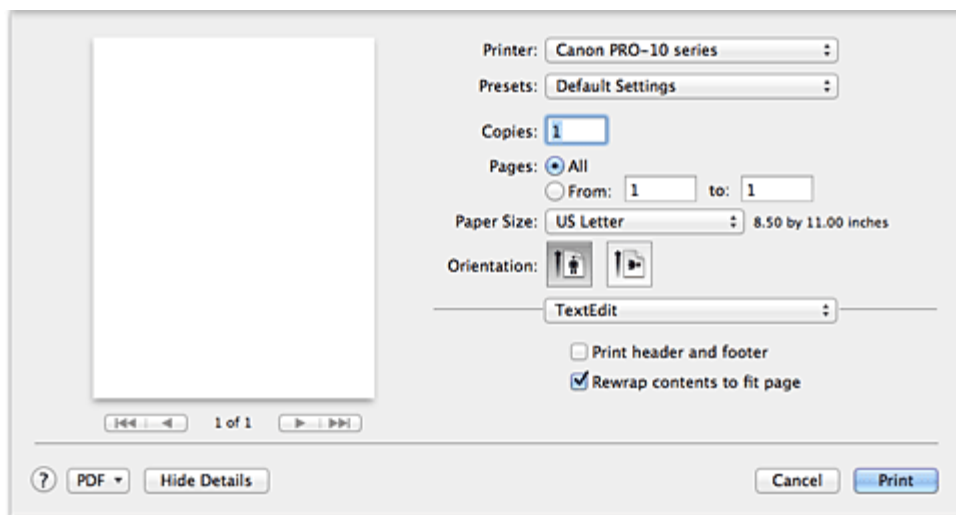 Printer: Canon PRO-10 series
Presets: Default Settings
Copies: 1
Pages: All
From: 1 to: 1
Paper Size: US Letter 8.50 by 11.00 inches
Orientation:
TextEdit
Print header and footer
Rewrap contents to fit page
1 of 1
? PDF Hide Details Cancel Print